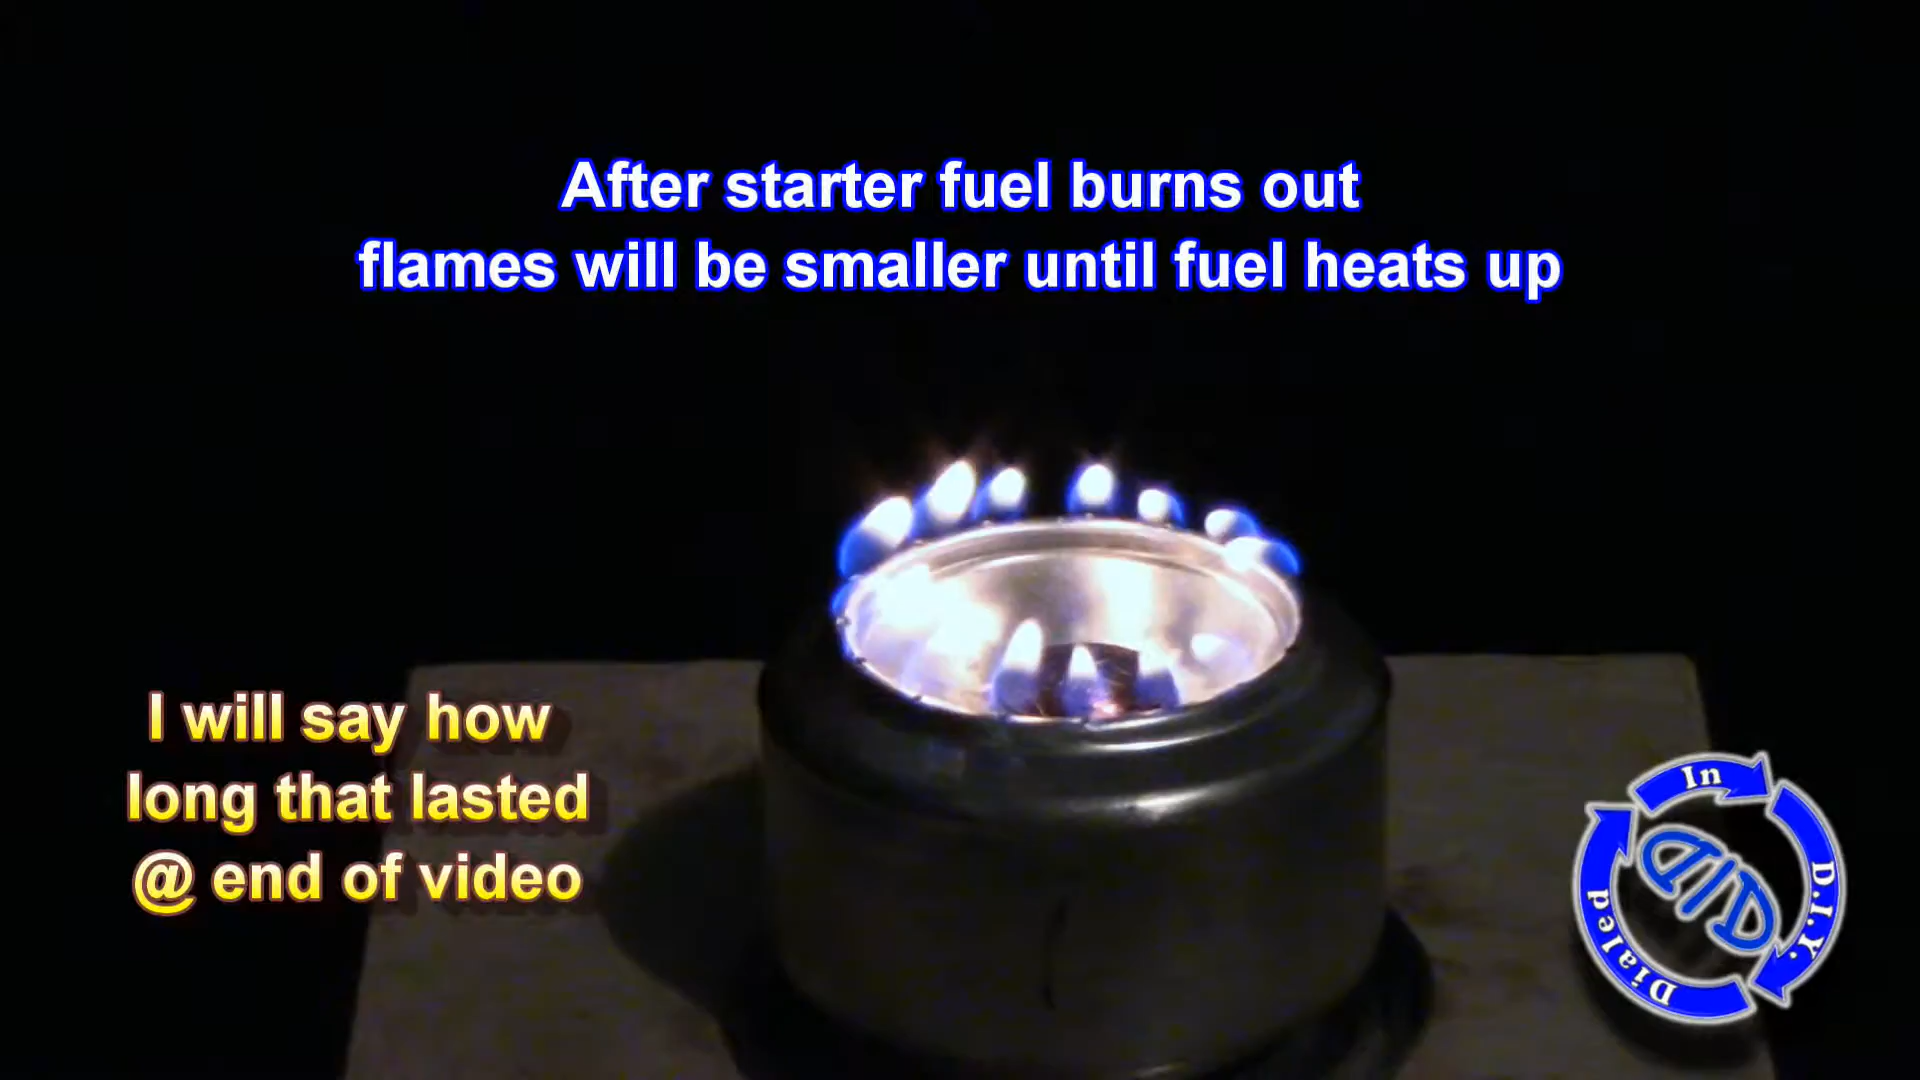 After starter fuel burns out
flames will be smaller until fuel heats up
I will say how
long that lasted
@ end of video
In
D.I.Y.
Dialed
DID